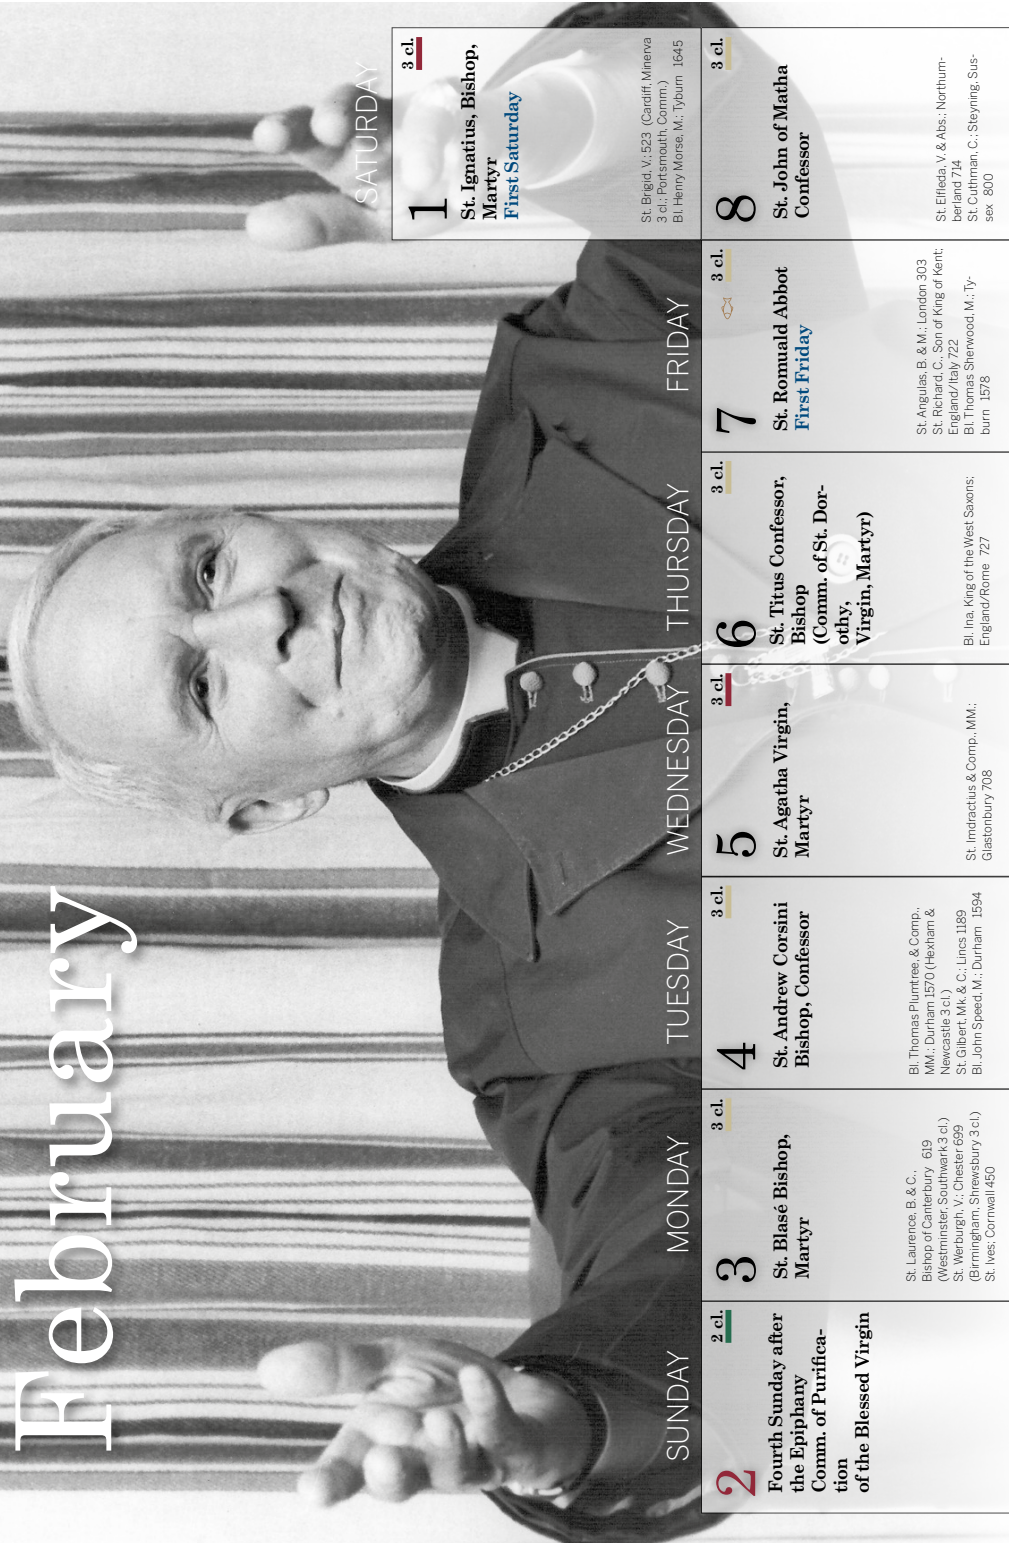 February
SUNDAY
MONDAY
TUESDAY
WEDNESDAY
THURSDAY
FRIDAY
SATURDAY
1
3 cl.
St. Ignatius, Bishop,
Martyr
First Saturday
St. Brigid, V.; 523 (Cardiff, Minerva
3 cl.; Portsmouth, Comm.)
Bl. Henry Morse, M.; Tyburn 1645
2
2 cl.
Fourth Sunday after
the Epiphany
Comm. of Purifica-
tion
of the Blessed Virgin
3
3 cl.
St. Blasé Bishop,
Martyr
St. Laurence, B. & C.,
Bishop of Canterbury 619
(Westminster, Southwark 3 cl.)
St. Werburgh, V.; Chester 699
(Birmingham, Shrewsbury 3 cl.)
St. Ives; Cornwall 450
4
3 cl.
St. Andrew Corsini
Bishop, Confessor
Bl. Thomas Plumtree, & Comp.,
MM.; Durham 1570 (Hexham &
Newcastle 3 cl.)
St. Gilbert, Mk. & C.; Lincs 1189
Bl. John Speed, M.; Durham 1594
5
3 cl.
St. Agatha Virgin,
Martyr
St. Imdractius & Comp., MM.;
Glastonbury 708
6
3 cl.
St. Titus Confessor,
Bishop
(Comm. of St. Dor-
othy,
Virgin, Martyr)
Bl. Ina, King of the West Saxons;
England/Rome 727
7
3 cl.
St. Romuald Abbot
First Friday
St. Angulas, B. & M.; London 303
St. Richard, C., Son of King of Kent;
England/Italy 722
Bl. Thomas Sherwood, M.; Ty-
burn 1578
8
3 cl.
St. John of Matha
Confessor
St. Elfleda, V. & Abs.; Northum-
berland 714
St. Cuthman, C.; Steyning, Sus-
sex 800